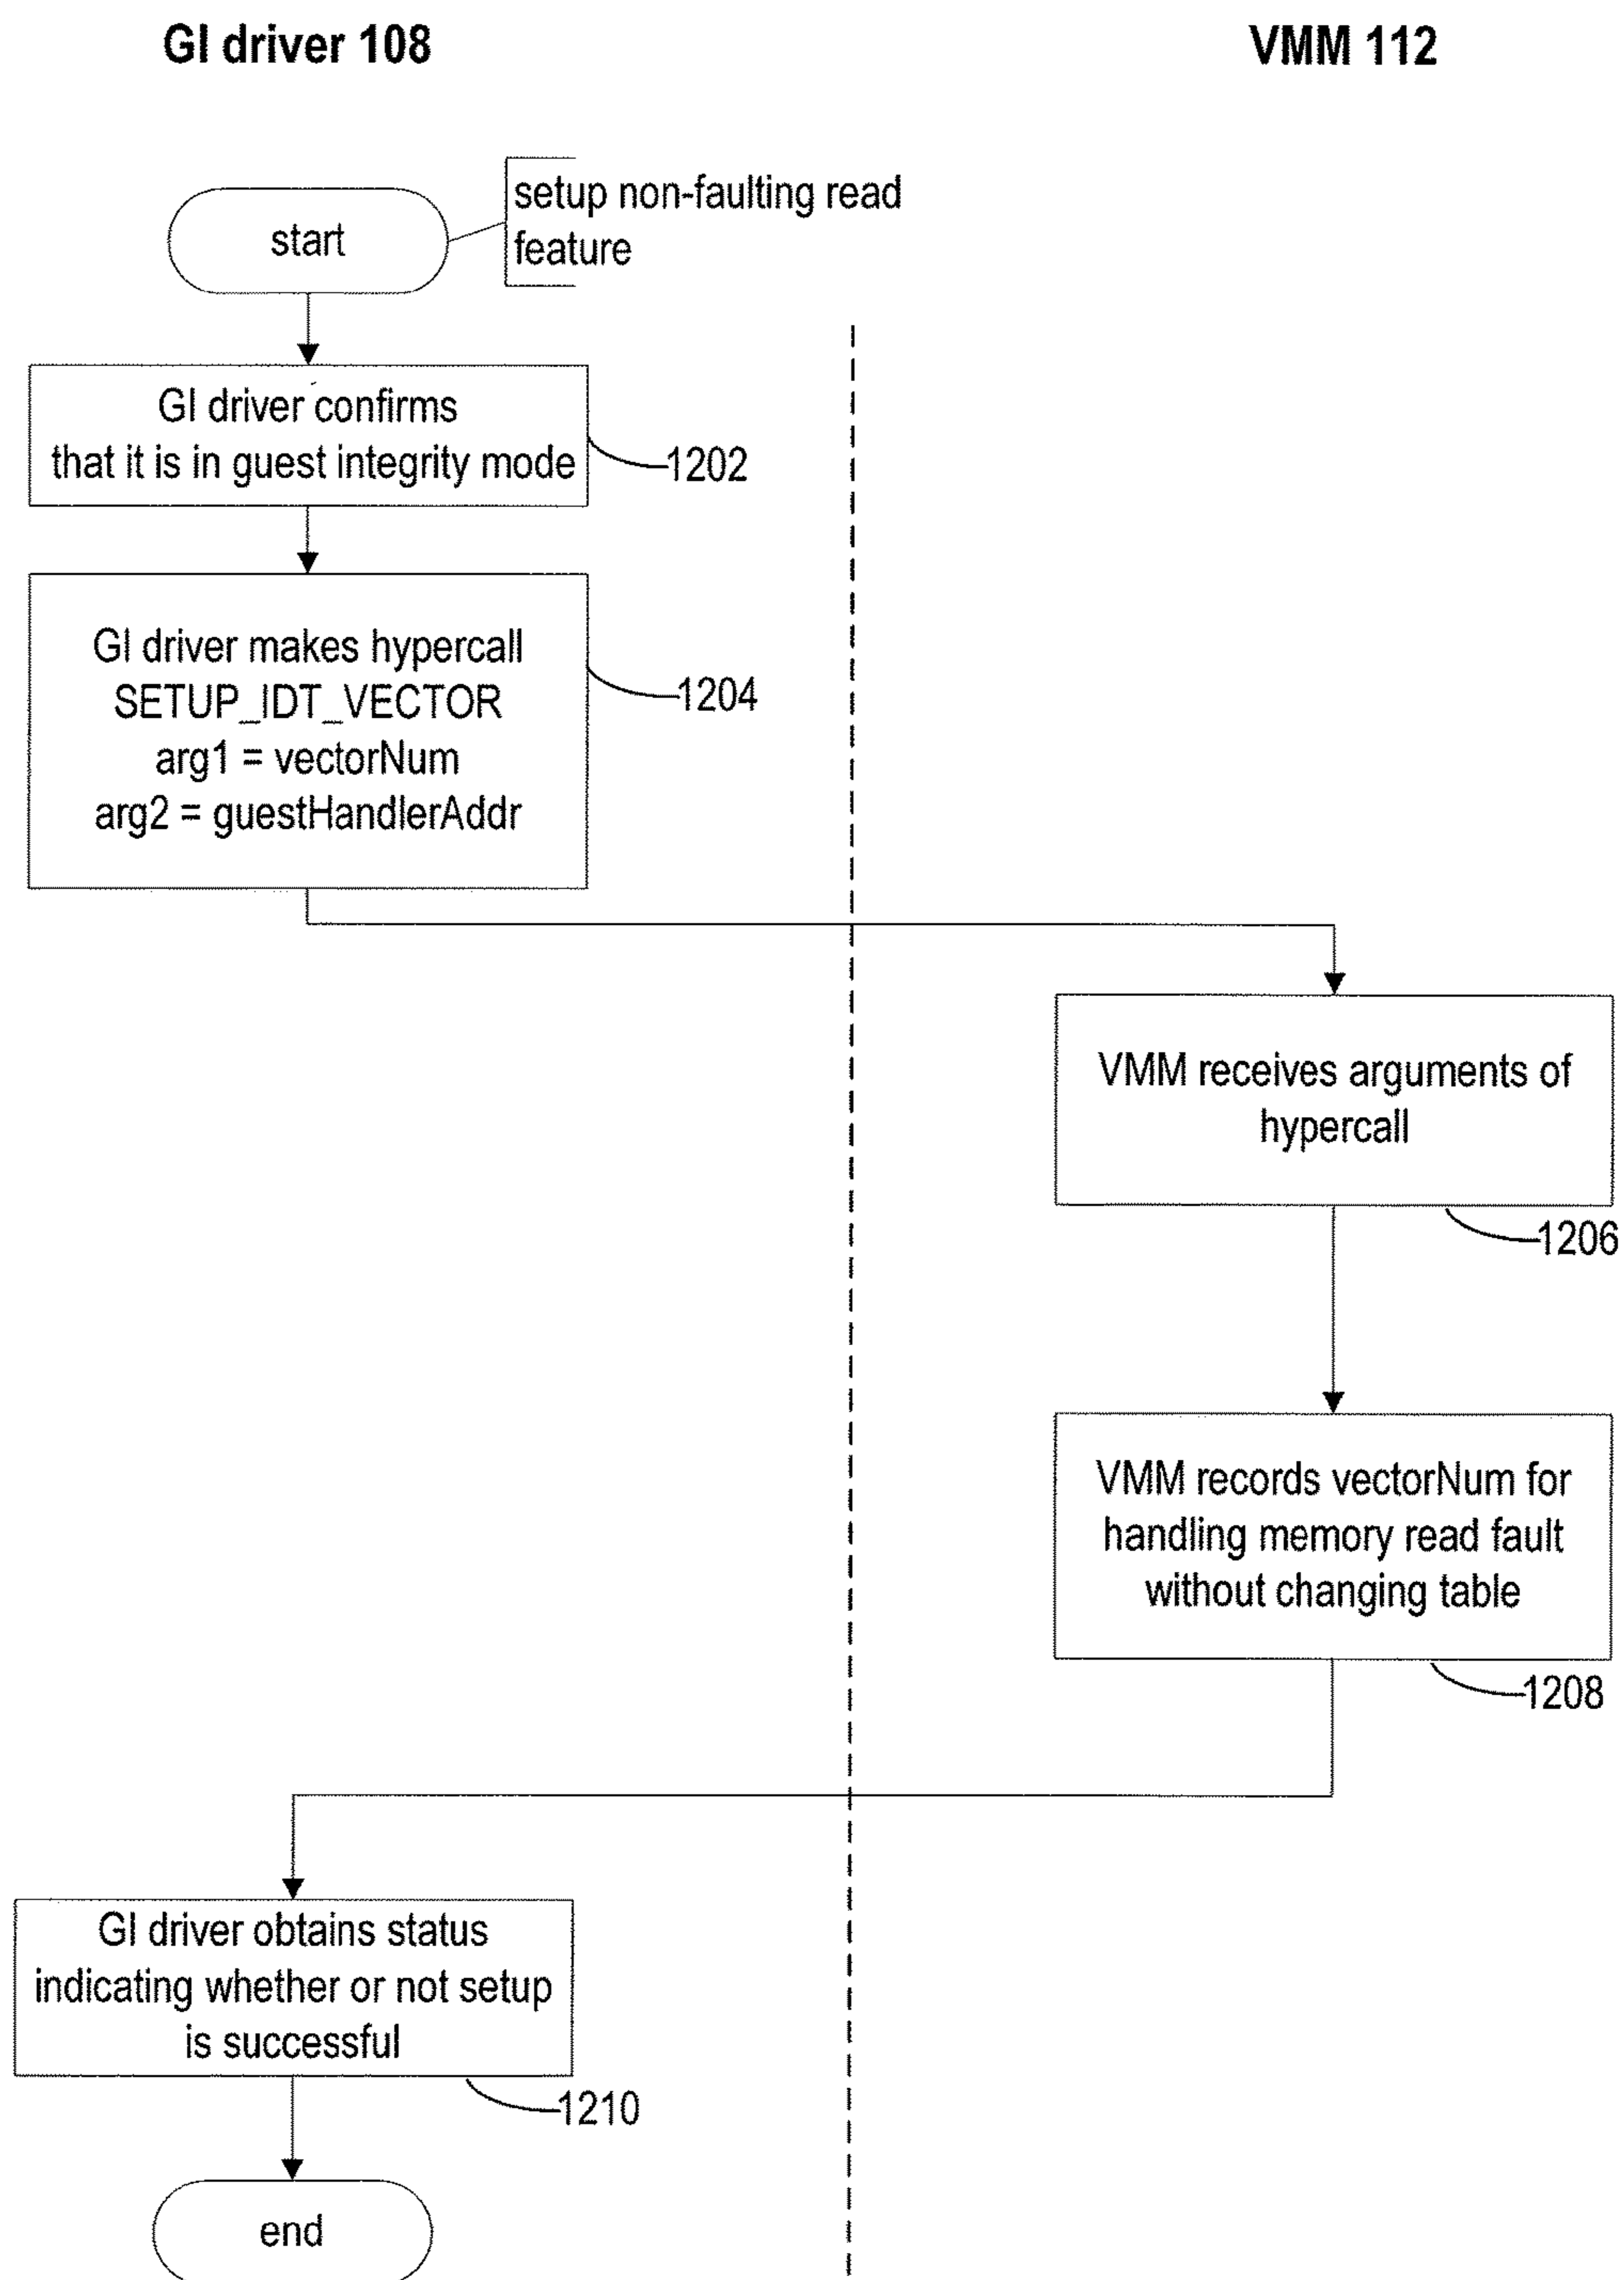 GI driver 108
VMM 112
start
setup non-faulting read
feature
GI driver confirms
that it is in guest integrity mode
1202
GI driver makes hypercall
SETUP_IDT_VECTOR
arg1 = vectorNum
arg2 = guestHandlerAddr
1204
VMM receives arguments of
hypercall
1206
VMM records vectorNum for
handling memory read fault
without changing table
1208
GI driver obtains status
indicating whether or not setup
is successful
1210
end